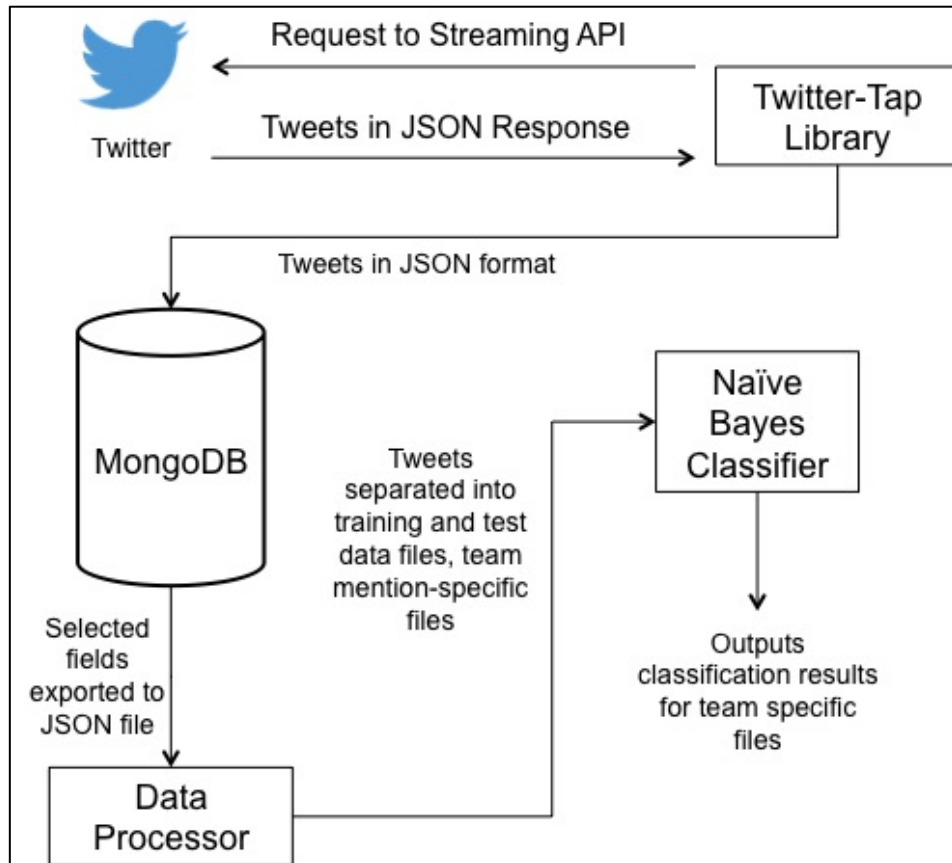 Request to Streaming API
Twitter-Tap
Library
Twitter
Tweets in JSON Response
Tweets in JSON format
MongoDB
Naïve
Bayes
Classifier
Tweets
separated into
training and test
data files, team
mention-specific
files
Selected
fields
exported to
JSON file
Outputs
classification results
for team specific
files
Data
Processor